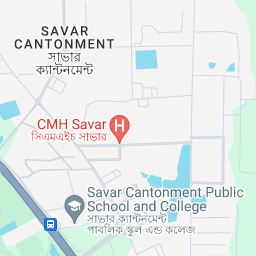 SAVAR
CANTONMENT
সাভার
ক্যান্টনমেন্ট
CMH Savar
সিএমএইচ সাভার
H
Savar Cantonment Public
School and College
সাভার ক্যান্টনমেন্ট
পাবলিক স্কুল এন্ড কলেজ